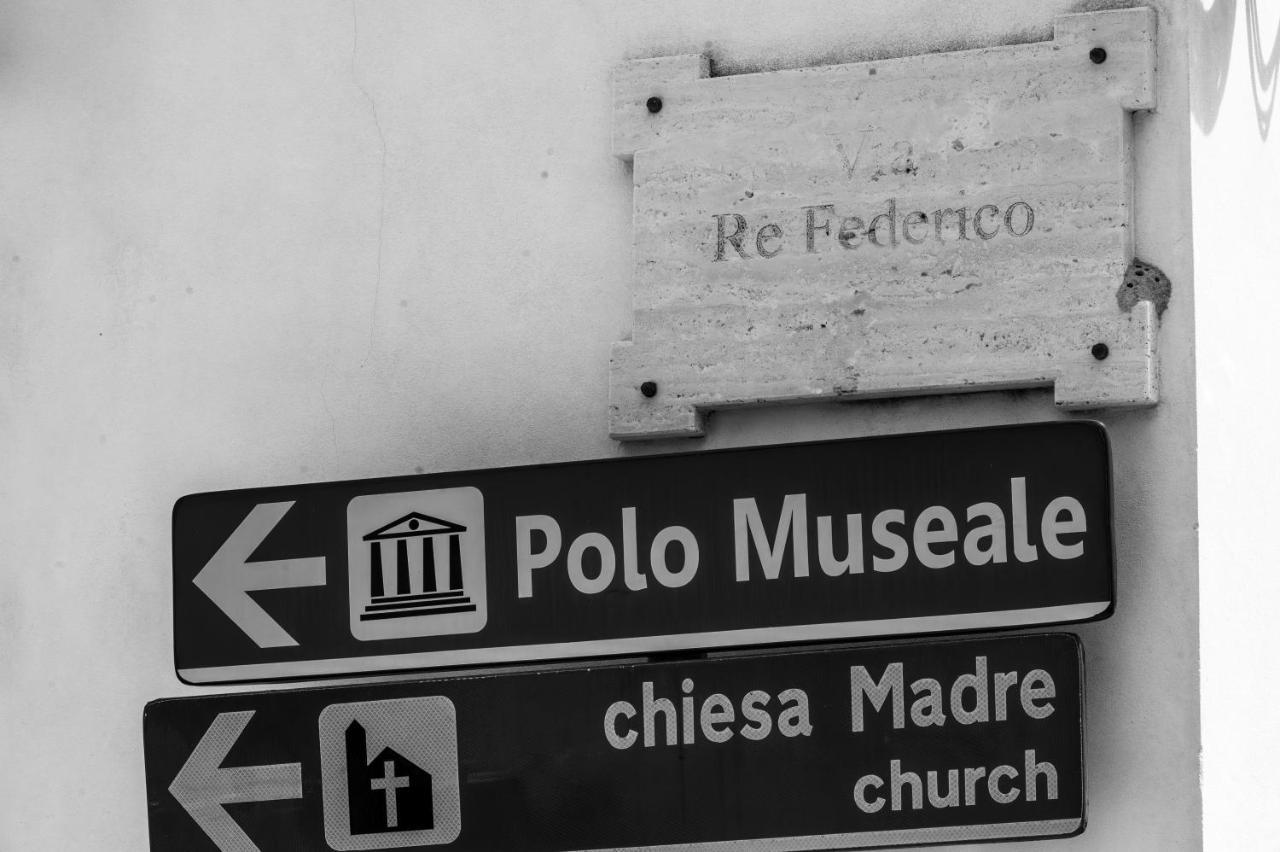 Via
Re Federico
Polo Museale
chiesa Madre
church